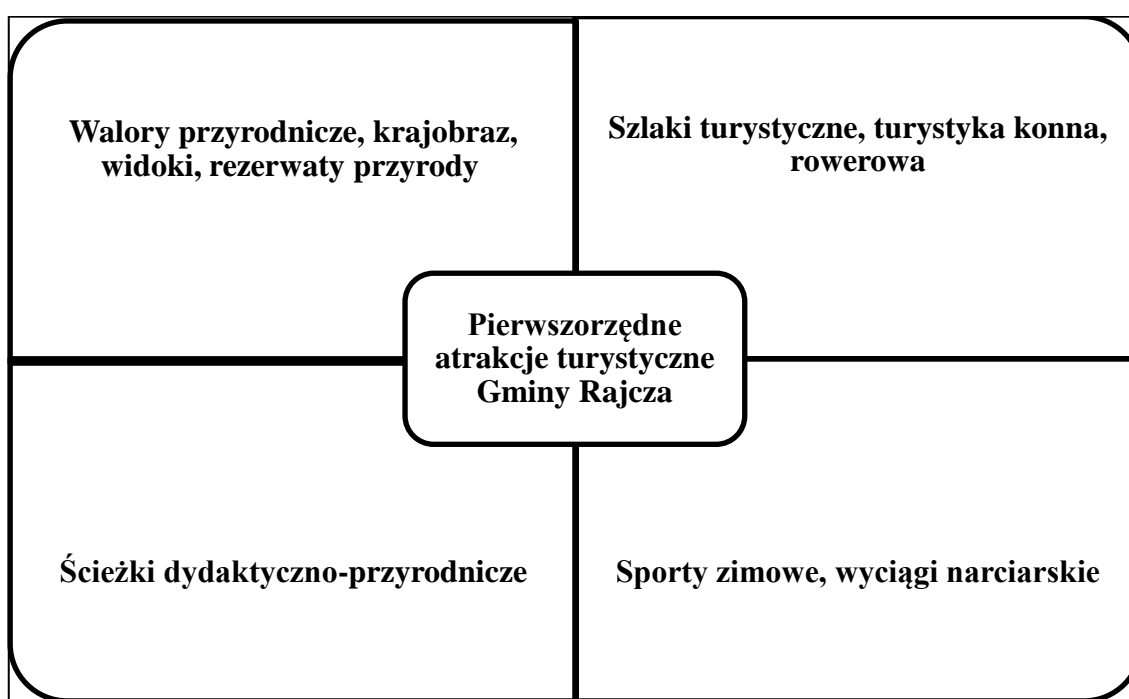 Walory przyrodnicze, krajobraz,
widoki, rezerwaty przyrody
Szlaki turystyczne, turystyka konna,
rowerowa
Pierwszorzędne
atrakcje turystyczne
Gminy Rajcza
Ścieżki dydaktyczno-przyrodnicze
Sporty zimowe, wyciągi narciarskie